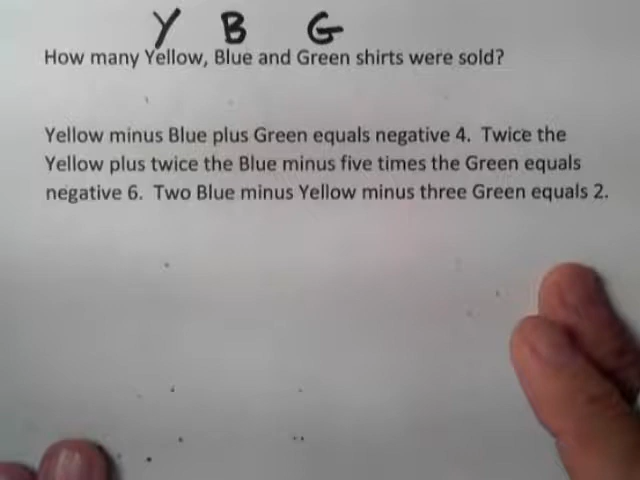 Y B G
How many Yellow, Blue and Green shirts were sold?
Yellow minus Blue plus Green equals negative 4. Twice the
Yellow plus twice the Blue minus five times the Green equals
negative 6. Two Blue minus Yellow minus three Green equals 2.